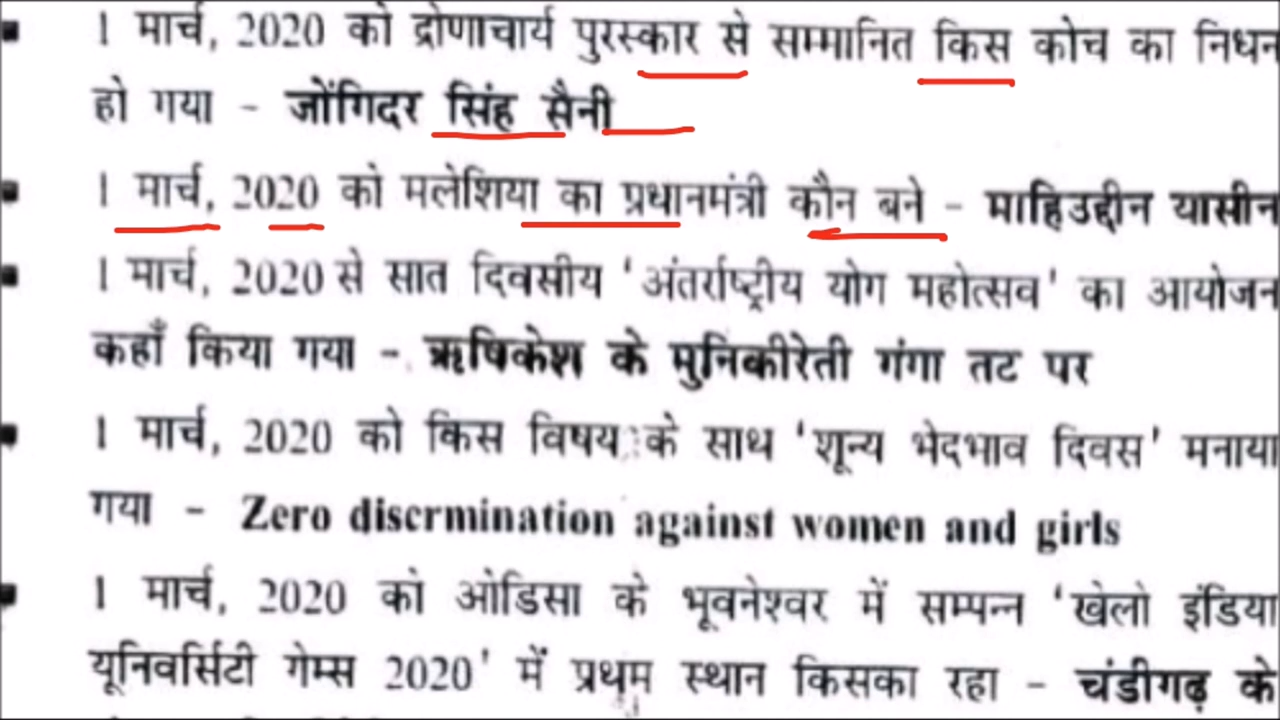 1 मार्च, 2020 को द्रोणाचार्य पुरस्कार से सम्मानित किस कोच का निधन
हो गया - जोंगिदर सिंह सैनी
1 मार्च, 2020 को मलेशिया का प्रधानमंत्री कौन बने - माहिउद्दीन यासीन
1 मार्च, 2020 से सात दिवसीय 'अंतर्राष्ट्रीय योग महोत्सव' का आयोजन
कहाँ किया गया - ऋषिकेश के मुनिकीरेती गंगा तट पर
1 मार्च, 2020 को किस विषय के साथ 'शून्य भेदभाव दिवस' मनाया
गया - Zero discrmination against women and girls
1 मार्च, 2020 को ओडिसा के भूवनेश्वर में सम्पन्न 'खेलो इंडिया
यूनिवर्सिटी गेम्स 2020' में प्रथम स्थान किसका रहा - चंडीगढ़ के